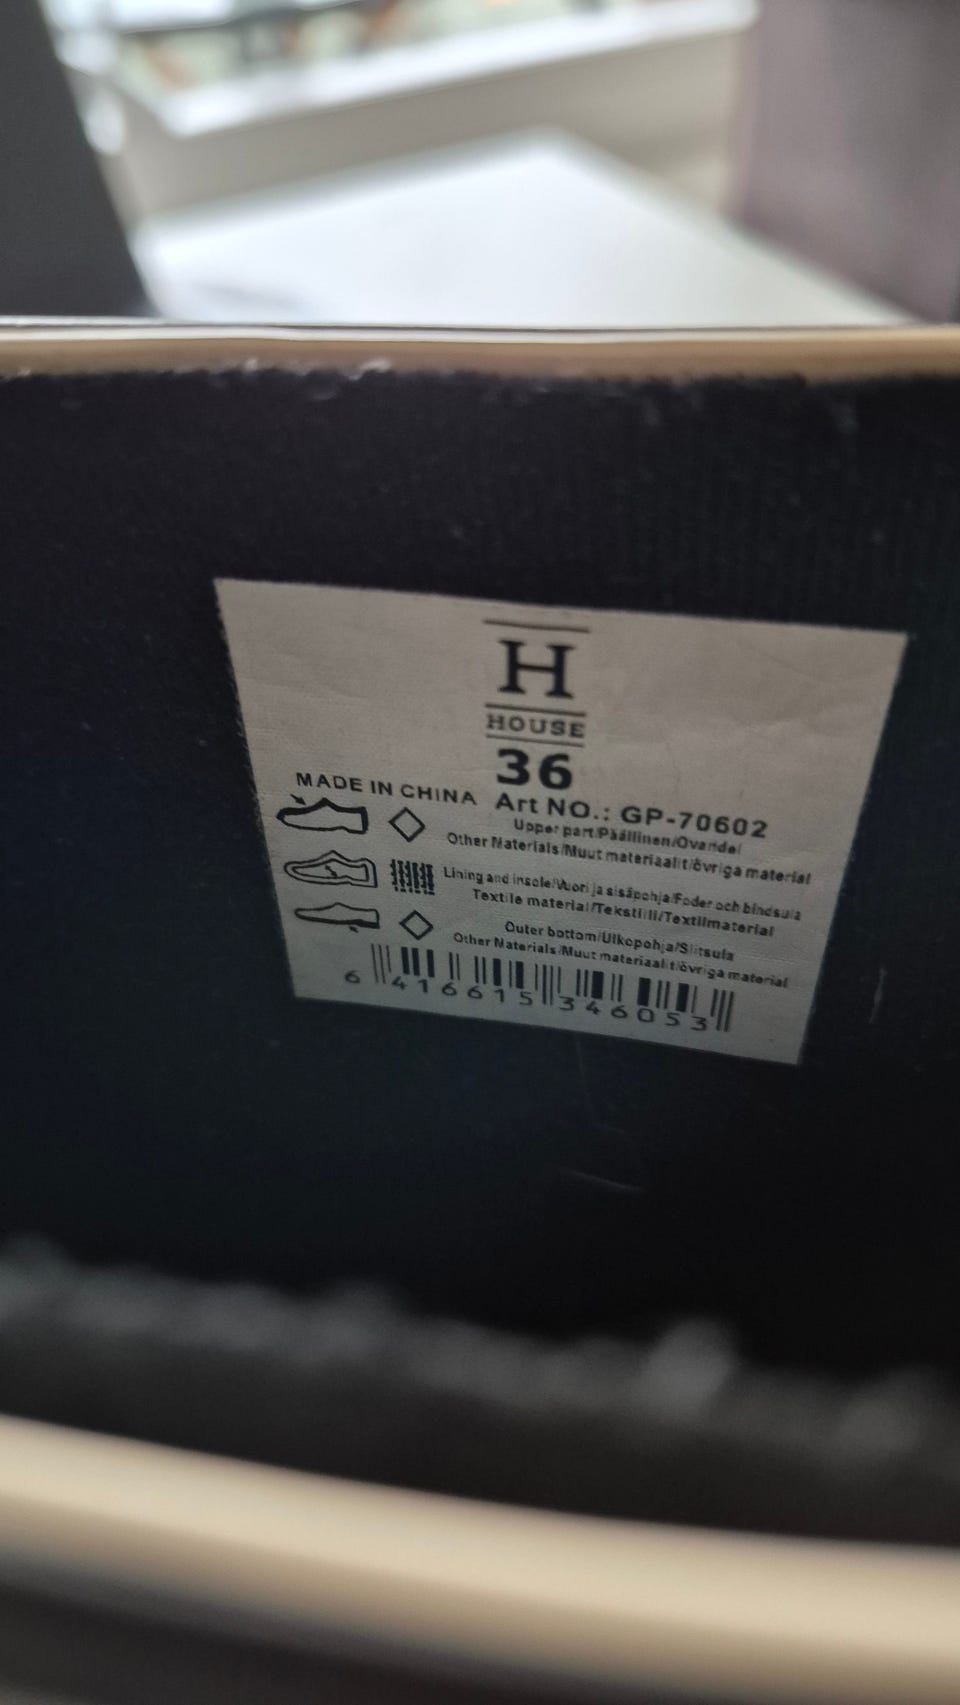 H
HOUSE
36
MADE IN CHINA
Art NO.: GP-70602
Upper part/Päällinen/Ovandel
Other Materials/Muut materiaalit/övriga material
Lining and insole/Vuori ja sisäpohja/Foder och bindsula
Textile material/Tekstiili/Textilmaterial
Outer bottom/Ulkopohja/Slitsula
Other Materials/Muut materiaalit/övriga material
6 416615 346053